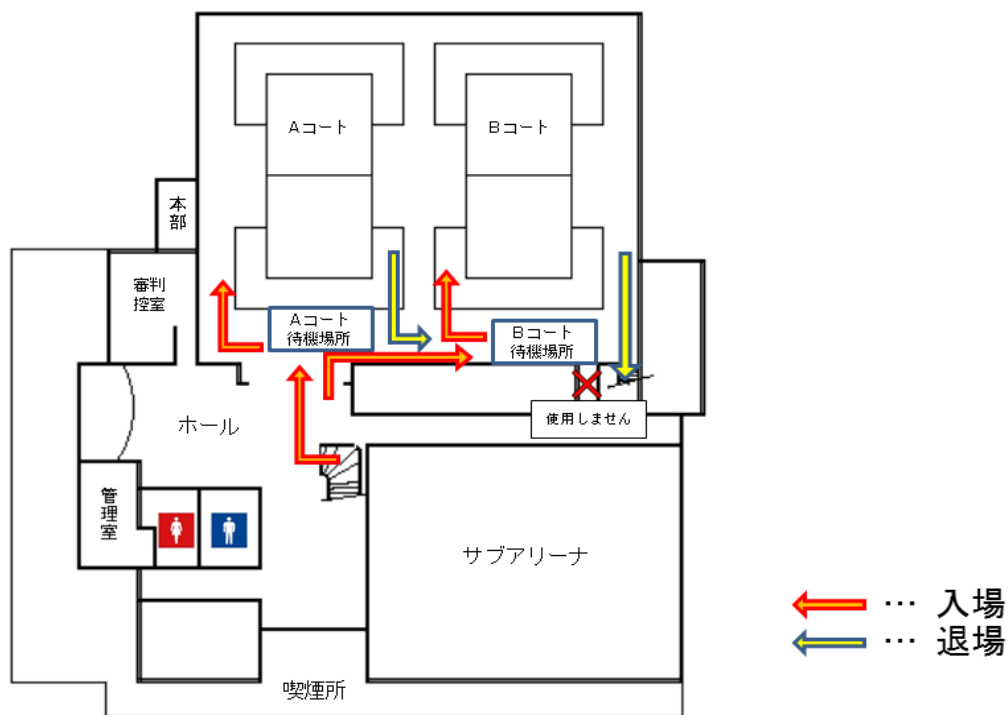 Aコート
Bコート
本部
審判
控室
Aコート
待機場所
Bコート
待機場所
使用しません
ホール
管理室
サブアリーナ
喫煙所
… 入場
… 退場